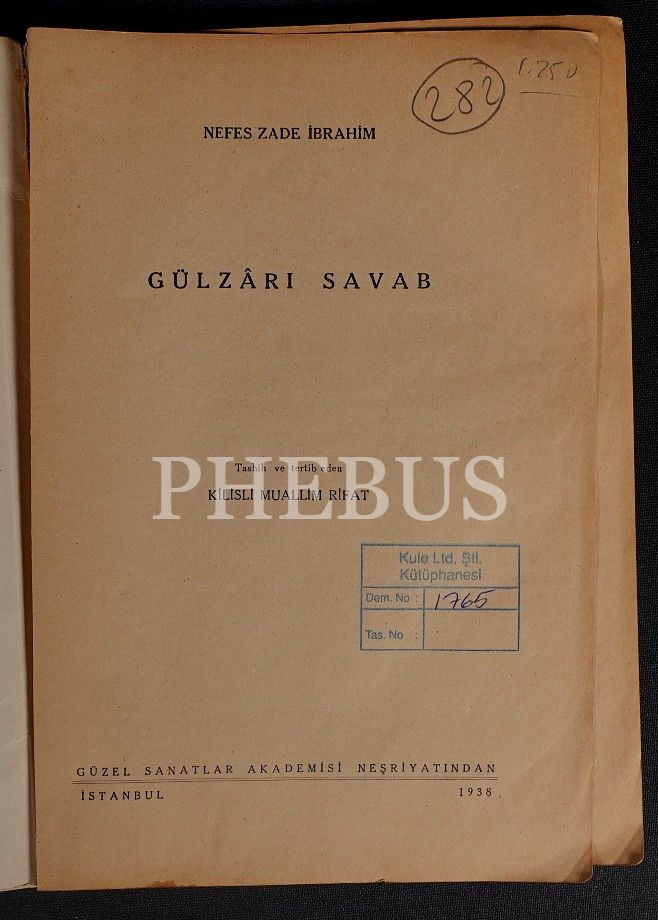 282
1.25
NEFES ZADE İBRAHİM
GÜLZÂRI SAVAB
Tashih ve tertib eden
PHEBUS
KİLİSLİ MUALLİM RİFAT
Kule Ltd. Şti.
Kütüphanesi
Dem. No : 1765
Tas. No :
GÜZEL SANATLAR AKADEMİSİ NEŞRİYATINDAN
İSTANBUL 1938